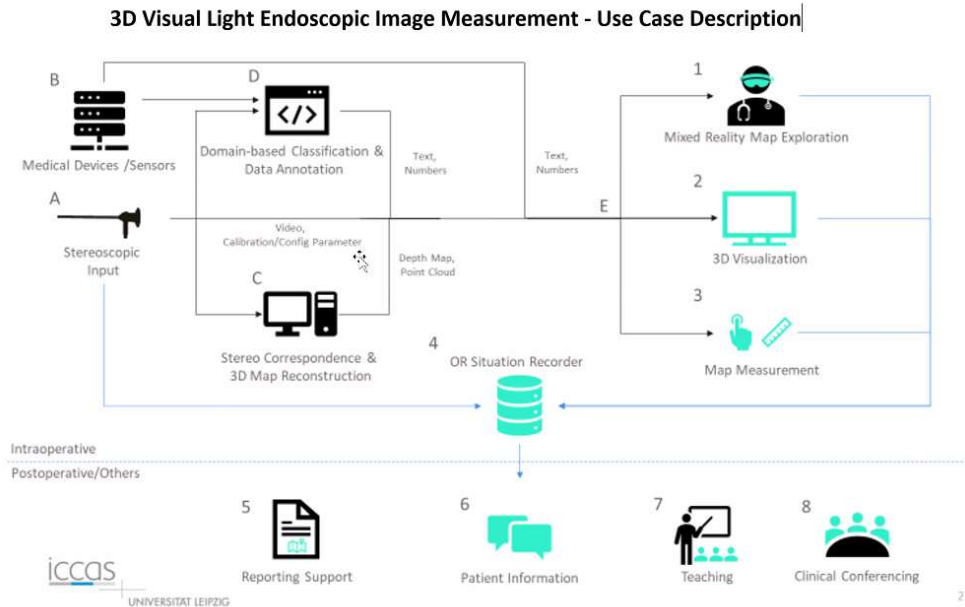 3D Visual Light Endoscopic Image Measurement - Use Case Description
B
Medical Devices /Sensors
D
Domain-based Classification &
Data Annotation
Text,
Numbers
Text,
Numbers
1
Mixed Reality Map Exploration
A
Stereoscopic
Input
Video,
Calibration/Config Parameter
Depth Map,
Point Cloud
E
2
3D Visualization
C
Stereo Correspondence &
3D Map Reconstruction
3
Map Measurement
4
OR Situation Recorder
Intraoperative
Postoperative/Others
5
Reporting Support
6
Patient Information
7
Teaching
8
Clinical Conferencing
iccas
UNIVERSITÄT LEIPZIG
2